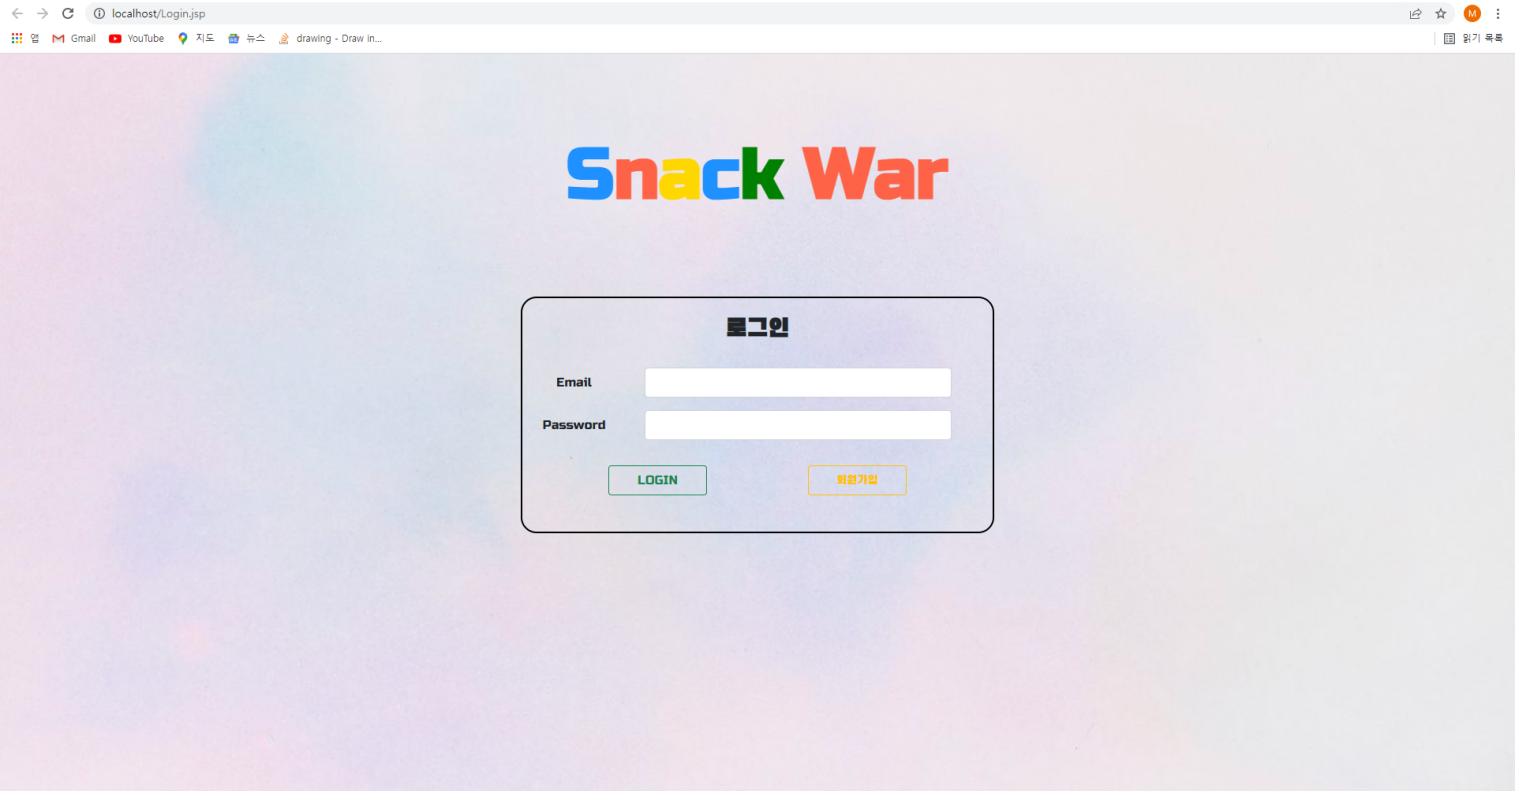 localhost/Login.jsp
M
앱 Gmail YouTube 지도 뉴스 drawing - Draw in... 읽기 목록
Snack War
로그인
Email
Password
LOGIN 회원가입